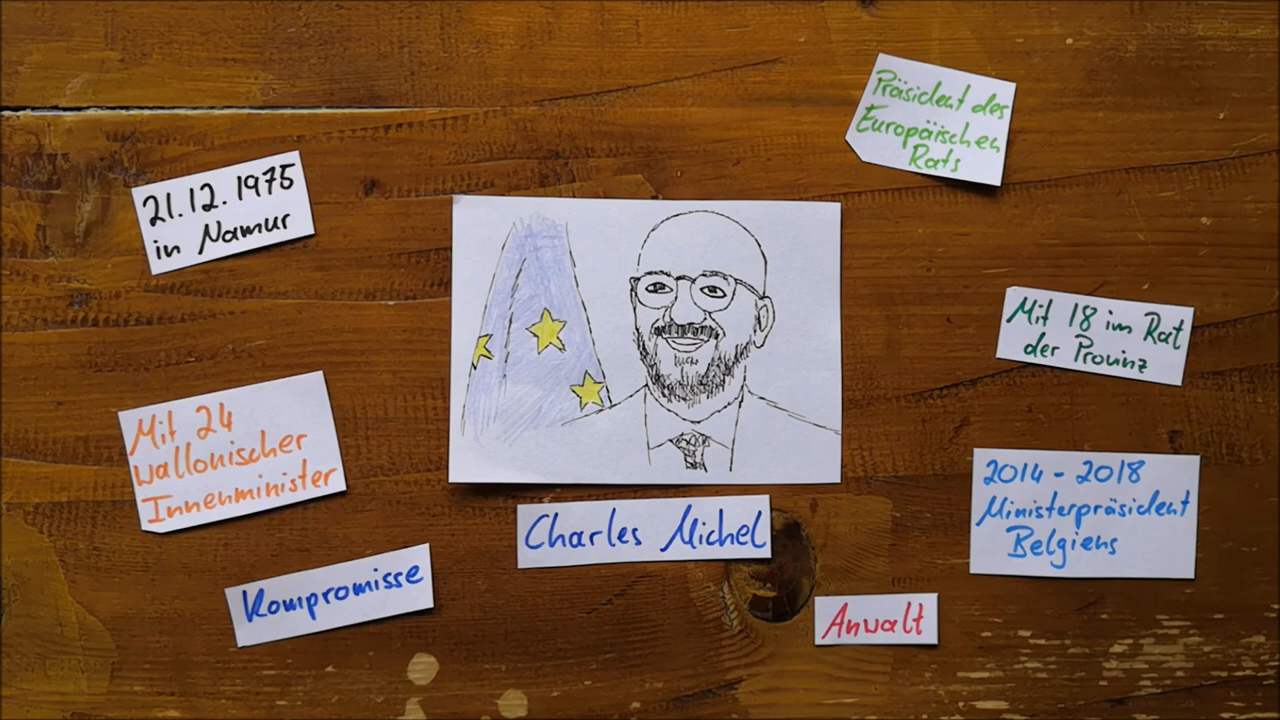 Präsident des
Europäischen
Rats
21.12.1975
in Namur
Mit 18 im Rat
der Provinz
Mit 24
wallonischer
Innenminister
2014 - 2018
Ministerpräsident
Belgiens
Charles Michel
Kompromisse
Anwalt